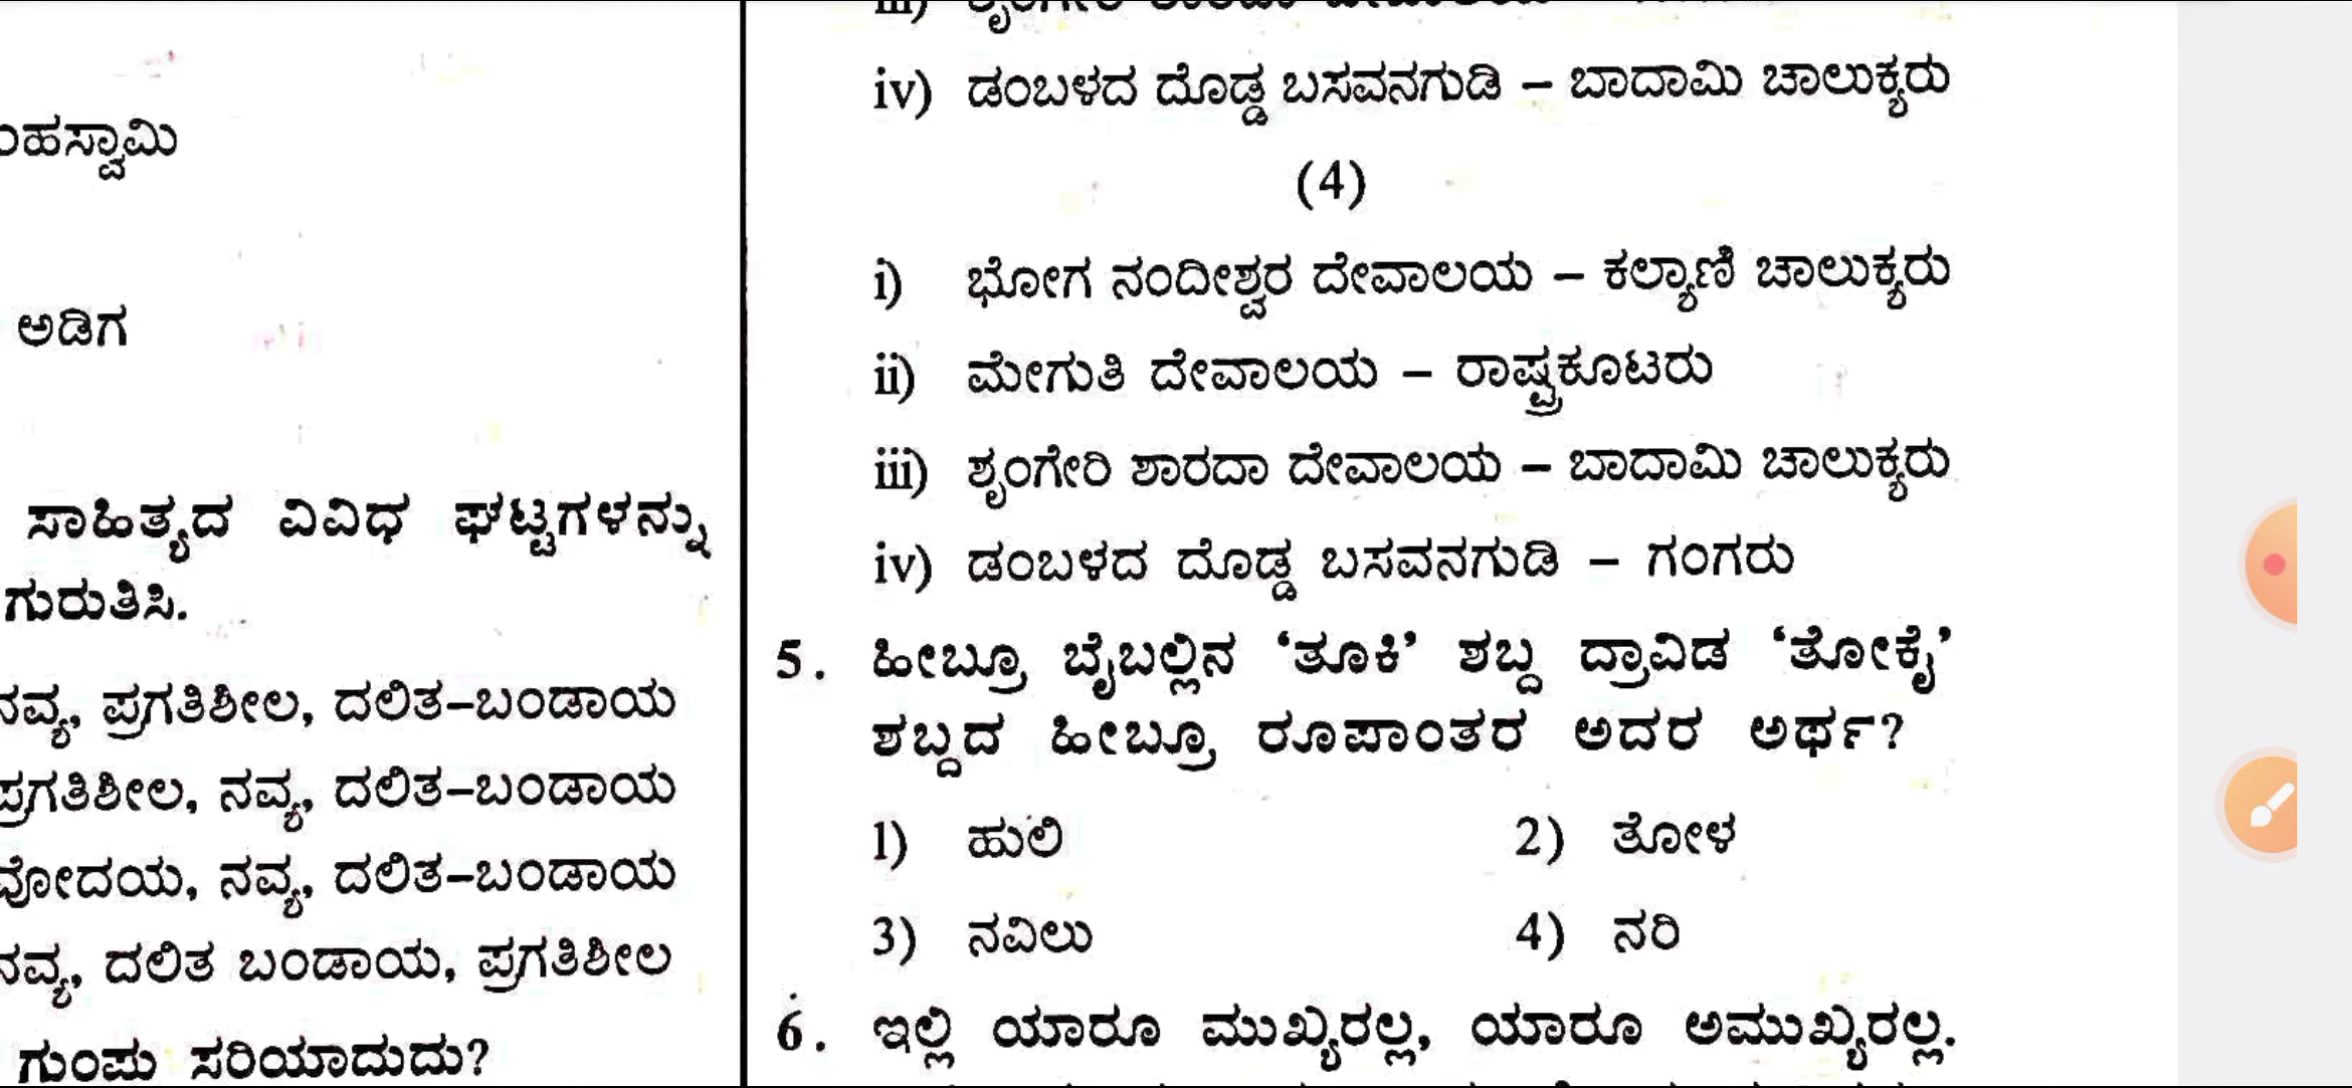 ಅಡಿಗ
ಸಾಹಿತ್ಯದ ವಿವಿಧ ಘಟ್ಟಗಳನ್ನು
ಗುರುತಿಸಿ.
ನವ್ಯ, ಪ್ರಗತಿಶೀಲ, ದಲಿತ–ಬಂಡಾಯ
ಪ್ರಗತಿಶೀಲ, ನವ್ಯ, ದಲಿತ–ಬಂಡಾಯ
ನವ್ಯ, ದಲಿತ–ಬಂಡಾಯ
ನವ್ಯ, ದಲಿತ ಬಂಡಾಯ, ಪ್ರಗತಿಶೀಲ
ಗುಂಪು ಸರಿಯಾದುದು?
iv) ಡಂಬಳದ ದೊಡ್ಡ ಬಸವನಗುಡಿ – ಬಾದಾಮಿ ಚಾಲುಕ್ಯರು
(4)
i) ಭೋಗ ನಂದೀಶ್ವರ ದೇವಾಲಯ – ಕಲ್ಯಾಣಿ ಚಾಲುಕ್ಯರು
ii) ಮೇಗುತಿ ದೇವಾಲಯ – ರಾಷ್ಟ್ರಕೂಟರು
iii) ಶೃಂಗೇರಿ ಶಾರದಾ ದೇವಾಲಯ – ಬಾದಾಮಿ ಚಾಲುಕ್ಯರು
iv) ಡಂಬಳದ ದೊಡ್ಡ ಬಸವನಗುಡಿ – ಗಂಗರು
5. ಹೀಬ್ರೂ ಬೈಬಲ್ಲಿನ ‘ತೂಕಿ’ ಶಬ್ದ ದ್ರಾವಿಡ ‘ತೋಕೈ’
ಶಬ್ದದ ಹೀಬ್ರೂ ರೂಪಾಂತರ ಅದರ ಅರ್ಥ?
1) ಹುಲಿ 2) ತೋಳ
3) ನವಿಲು 4) ನರಿ
6. ಇಲ್ಲಿ ಯಾರೂ ಮುಖ್ಯರಲ್ಲ, ಯಾರೂ ಅಮುಖ್ಯರಲ್ಲ.